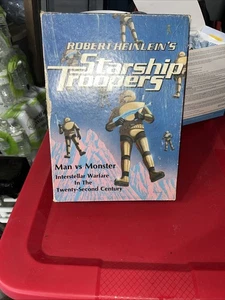 ROBERT HEINLEIN'S
Starship
Troopers
Man vs Monster
Interstellar Warfare
In The
Twenty-Second Century